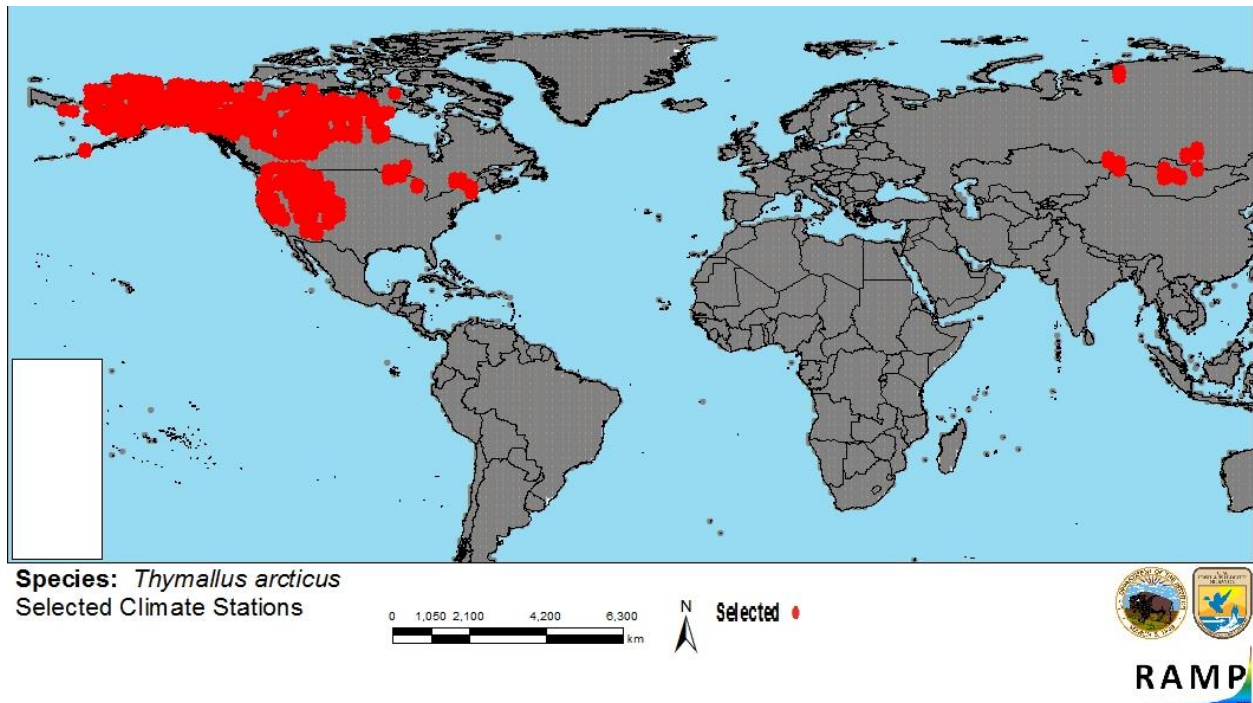 Species: Thymallus arcticus
Selected Climate Stations
0 1,050 2,100 4,200 6,300
km
N
Selected
RAMP